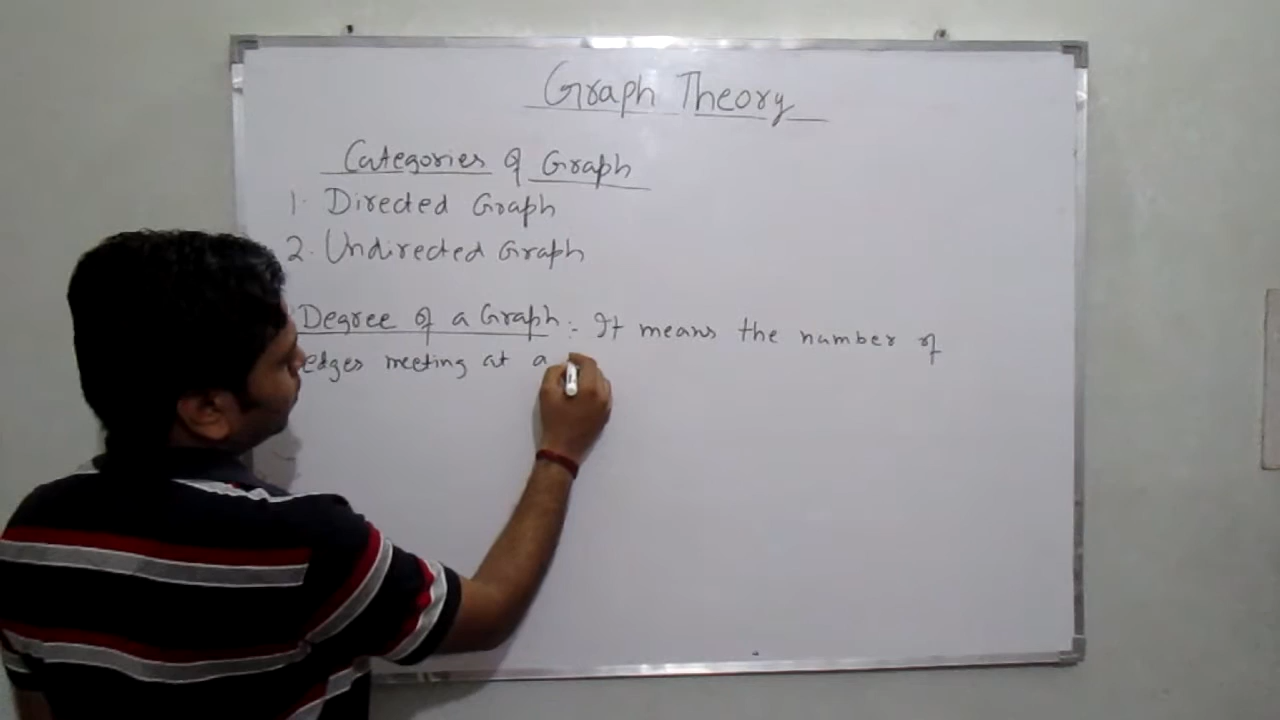 Graph Theory
Categories of Graph
1. Directed Graph
2. Undirected Graph
Degree of a Graph :- It means the number of
edges meeting at a